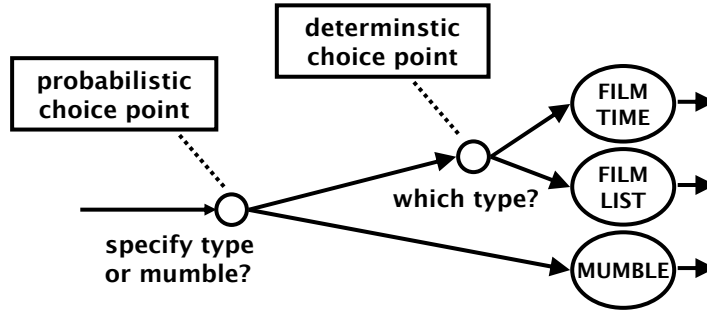 determinstic
choice point
probabilistic
choice point
FILM
TIME
which type?
FILM
LIST
specify type
or mumble?
MUMBLE